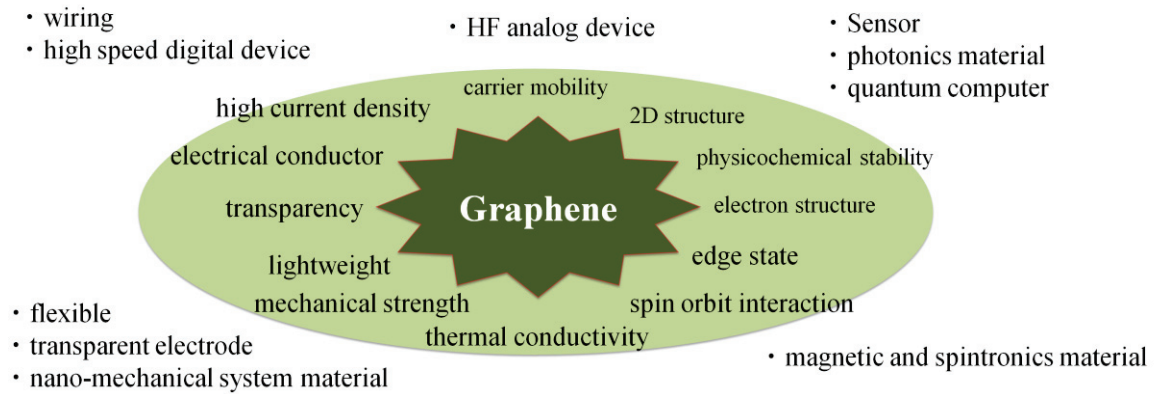 ・wiring
・high speed digital device
・HF analog device
・Sensor
・photonics material
・quantum computer
carrier mobility
high current density
2D structure
electrical conductor
physicochemical stability
transparency
Graphene
electron structure
lightweight
edge state
mechanical strength
spin orbit interaction
thermal conductivity
・flexible
・transparent electrode
・nano-mechanical system material
・magnetic and spintronics material